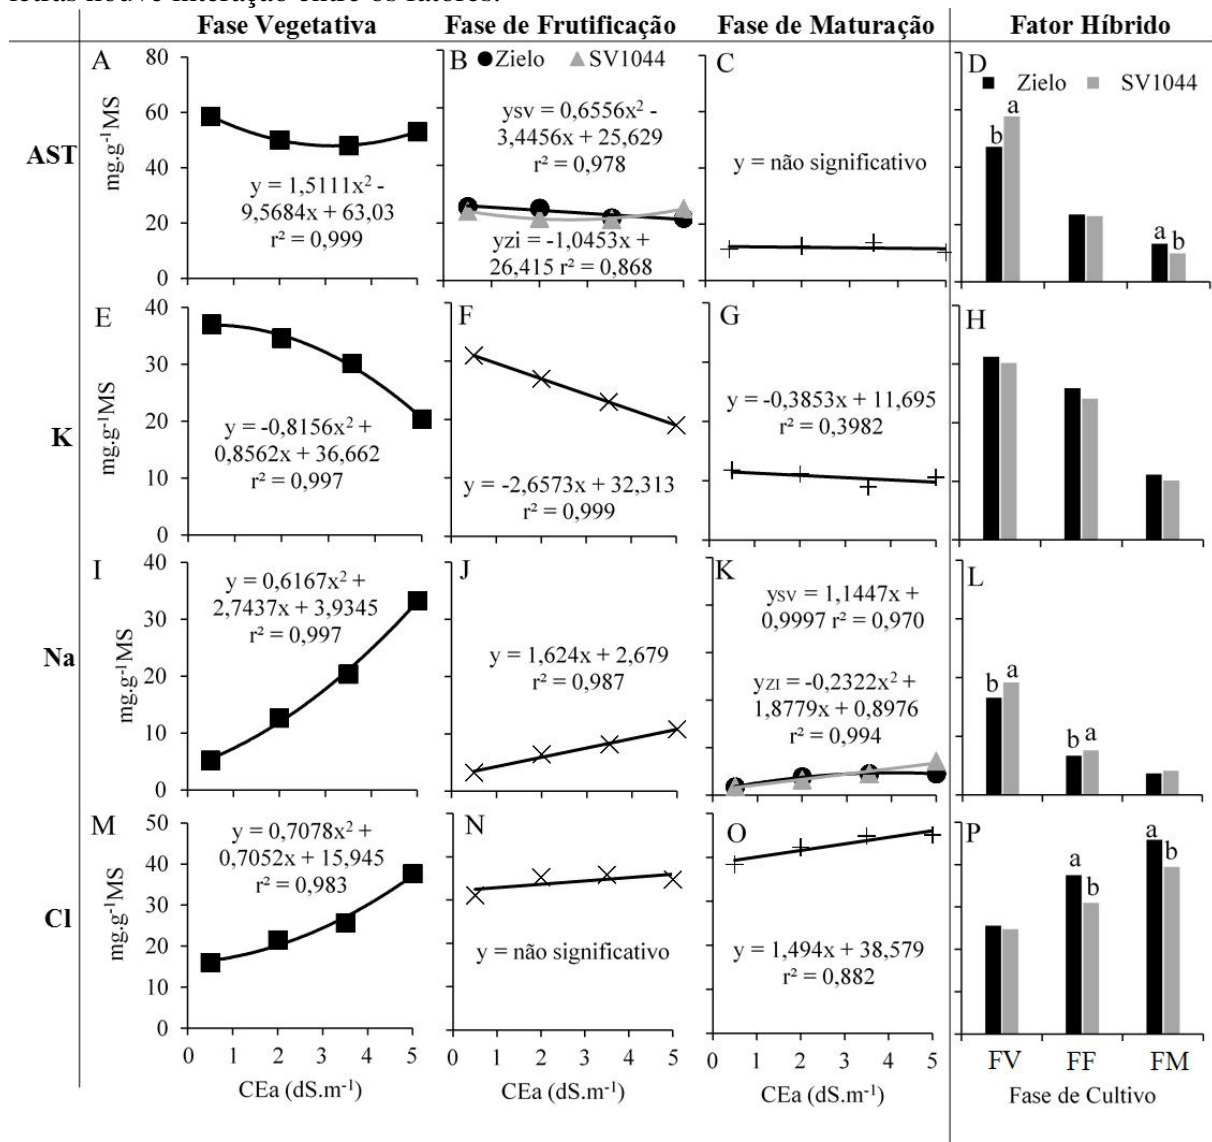 letras houve interação entre os fatores.
Fase Vegetativa Fase de Frutificação Fase de Maturação Fator Híbrido
AST
mg.g⁻¹MS
A
80
60
40
20
0
y = 1,5111x² -
9,5684x + 63,03
r² = 0,999
B Zielo SV1044
ysv = 0,6556x² -
3,4456x + 25,629
r² = 0,978
yzi = -1,0453x +
26,415 r² = 0,868
C
y = não significativo
D Zielo SV1044
b a
a b
K
mg.g⁻¹MS
E
40
30
20
10
0
y = -0,8156x² +
0,8562x + 36,662
r² = 0,997
F
y = -2,6573x + 32,313
r² = 0,999
G
y = -0,3853x + 11,695
r² = 0,3982
H
Na
mg.g⁻¹MS
I
40
30
20
10
0
y = 0,6167x² +
2,7437x + 3,9345
r² = 0,997
J
y = 1,624x + 2,679
r² = 0,987
K
ysv = 1,1447x +
0,9997 r² = 0,970
yZI = -0,2322x² +
1,8779x + 0,8976
r² = 0,994
L
b a
b a
Cl
mg.g⁻¹MS
M
50
40
30
20
10
0
y = 0,7078x² +
0,7052x + 15,945
r² = 0,983
0 1 2 3 4 5
CEa (dS.m⁻¹)
N
y = não significativo
0 1 2 3 4 5
CEa (dS.m⁻¹)
O
y = 1,494x + 38,579
r² = 0,882
0 1 2 3 4 5
CEa (dS.m⁻¹)
P
a b
a b
FV FF FM
Fase de Cultivo